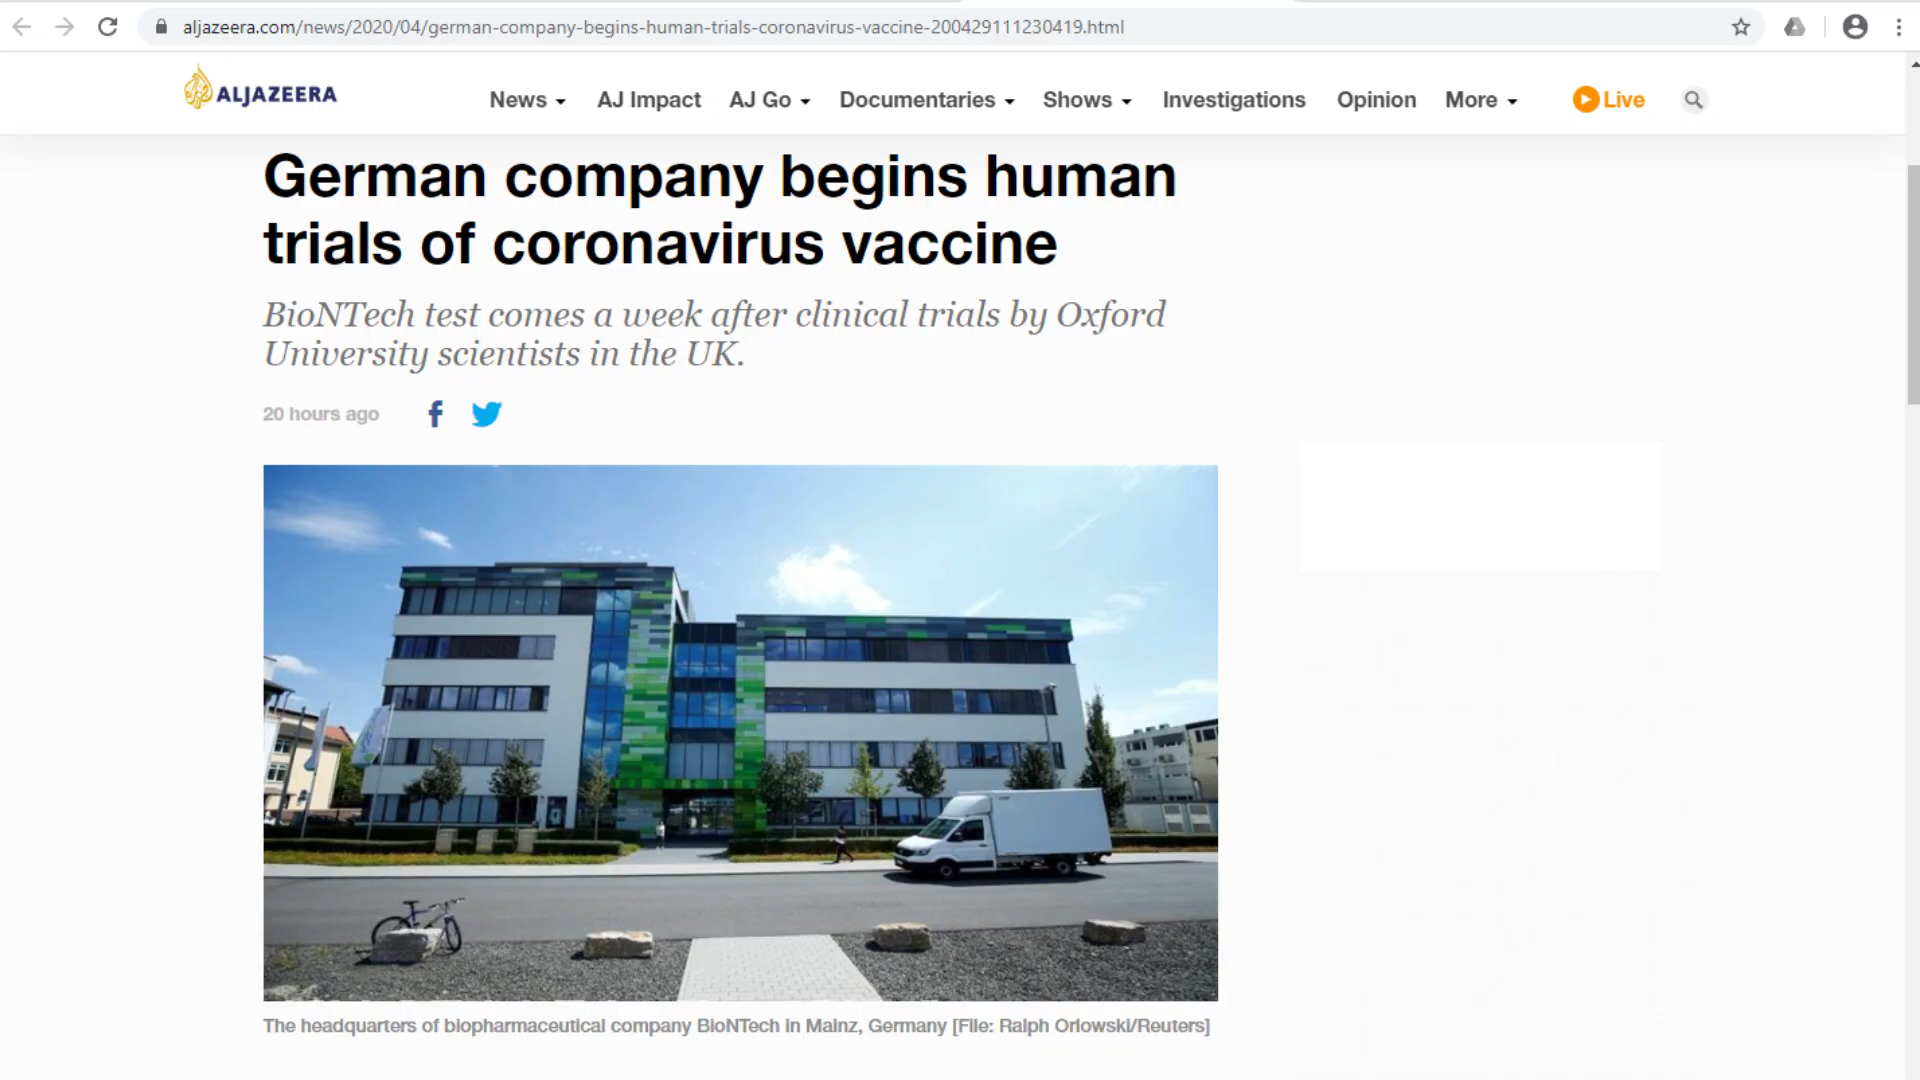 aljazeera.com/news/2020/04/german-company-begins-human-trials-coronavirus-vaccine-200429111230419.html
ALJAZEERA
News AJ Impact AJ Go Documentaries Shows Investigations Opinion More Live
German company begins human
trials of coronavirus vaccine
BioNTech test comes a week after clinical trials by Oxford
University scientists in the UK.
20 hours ago
The headquarters of biopharmaceutical company BioNTech in Mainz, Germany [File: Ralph Orlowski/Reuters]